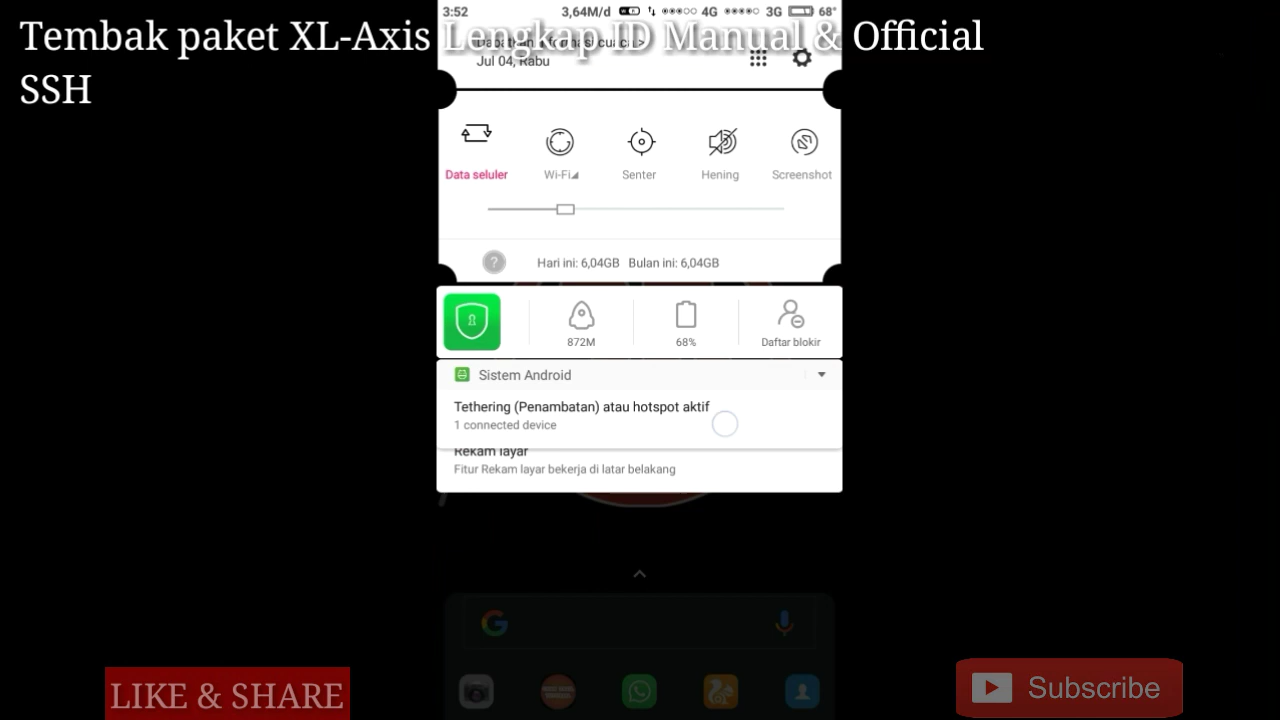 Tembak paket XL-Axis Lengkap ID Manual & Official
SSH
3:52 3,64M/d 4G 3G 68°
Dapatkan informasi cuaca >
Jul 04, Rabu
Data seluler Wi-Fi Senter Hening Screenshot
? Hari ini: 6,04GB Bulan ini: 6,04GB
872M 68% Daftar blokir
Sistem Android
Tethering (Penambatan) atau hotspot aktif
1 connected device
Rekam layar
Fitur Rekam layar bekerja di latar belakang
LIKE & SHARE
Subscribe